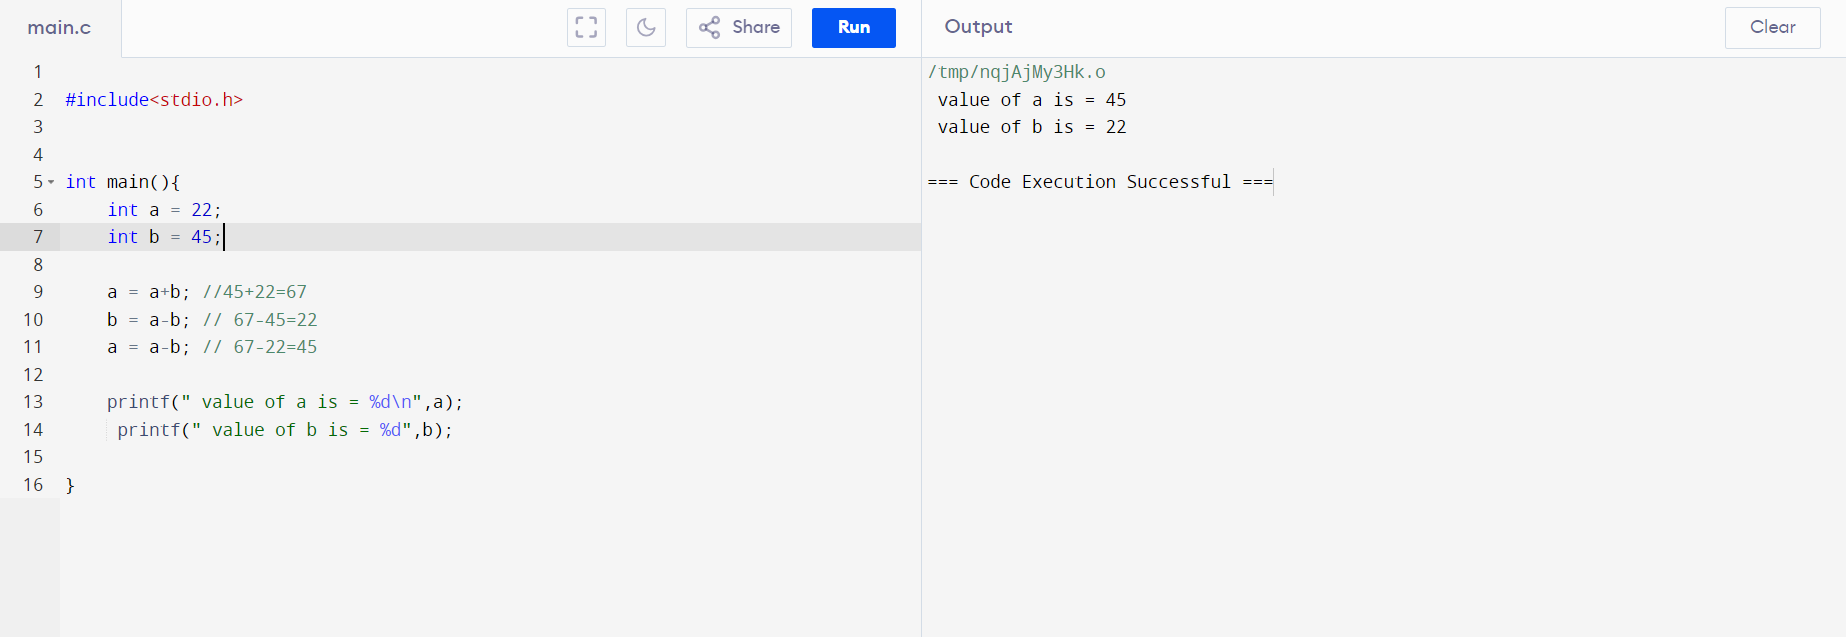 main.c
Share
Run
1
2 #include<stdio.h>
3
4
5 int main(){
6 int a = 22;
7 int b = 45;
8
9 a = a+b; //45+22=67
10 b = a-b; // 67-45=22
11 a = a-b; // 67-22=45
12
13 printf(" value of a is = %d\n",a);
14 printf(" value of b is = %d",b);
15
16 }
Output
Clear
/tmp/nqjAjMy3Hk.o
value of a is = 45
value of b is = 22
=== Code Execution Successful ===